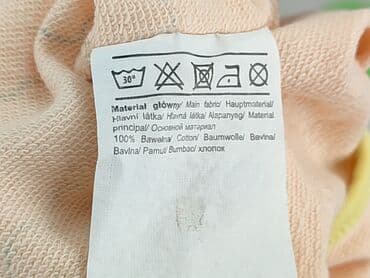 30°
Materiał główny/ Main fabric/ Hauptmaterial/
Hlavní látka/ Hlavná látka/ Alapanyag/ Material
principal/ Основной материал
100% Bawełna/ Cotton/ Baumwolle/ Bavlna/
Bavlna/ Pamut/ Bumbac/ хлопок